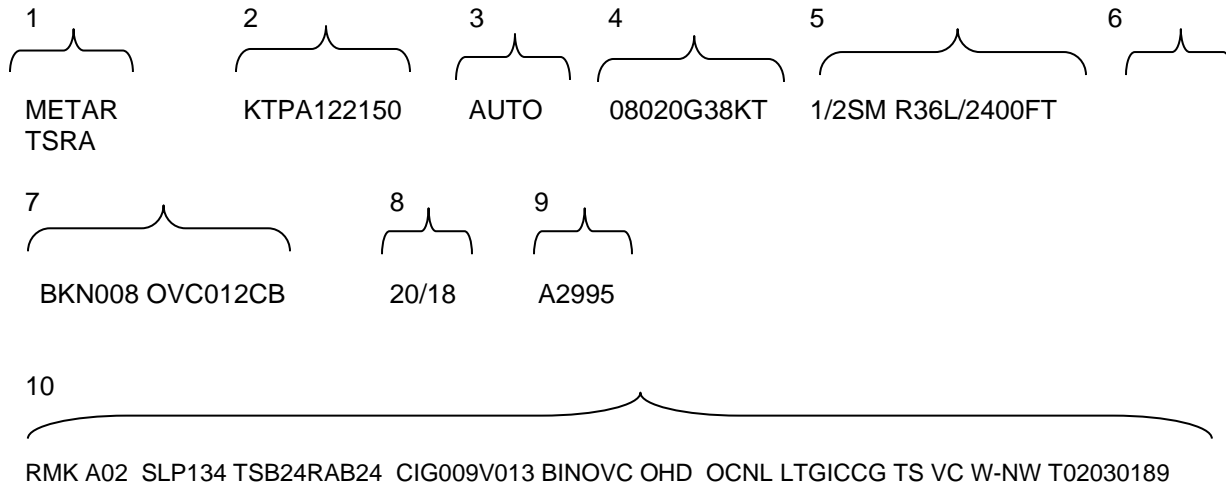 1 2 3 4 5 6
METAR KTPA122150 AUTO 08020G38KT 1/2SM R36L/2400FT
TSRA
7 8 9
BKN008 OVC012CB 20/18 A2995
10
RMK A02 SLP134 TSB24RAB24 CIG009V013 BINOVC OHD OCNL LTGICCG TS VC W-NW T02030189